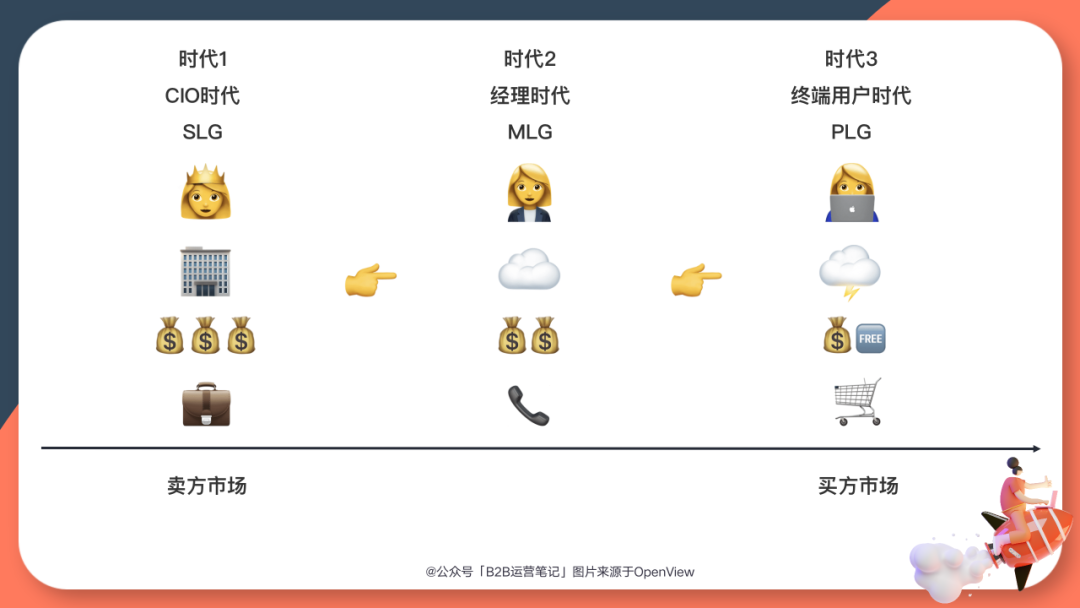 时代1
CIO时代
SLG
时代2
经理时代
MLG
时代3
终端用户时代
PLG
$ $ $
$ $
$ FREE
卖方市场
买方市场
@公众号「B2B运营笔记」图片来源于OpenView